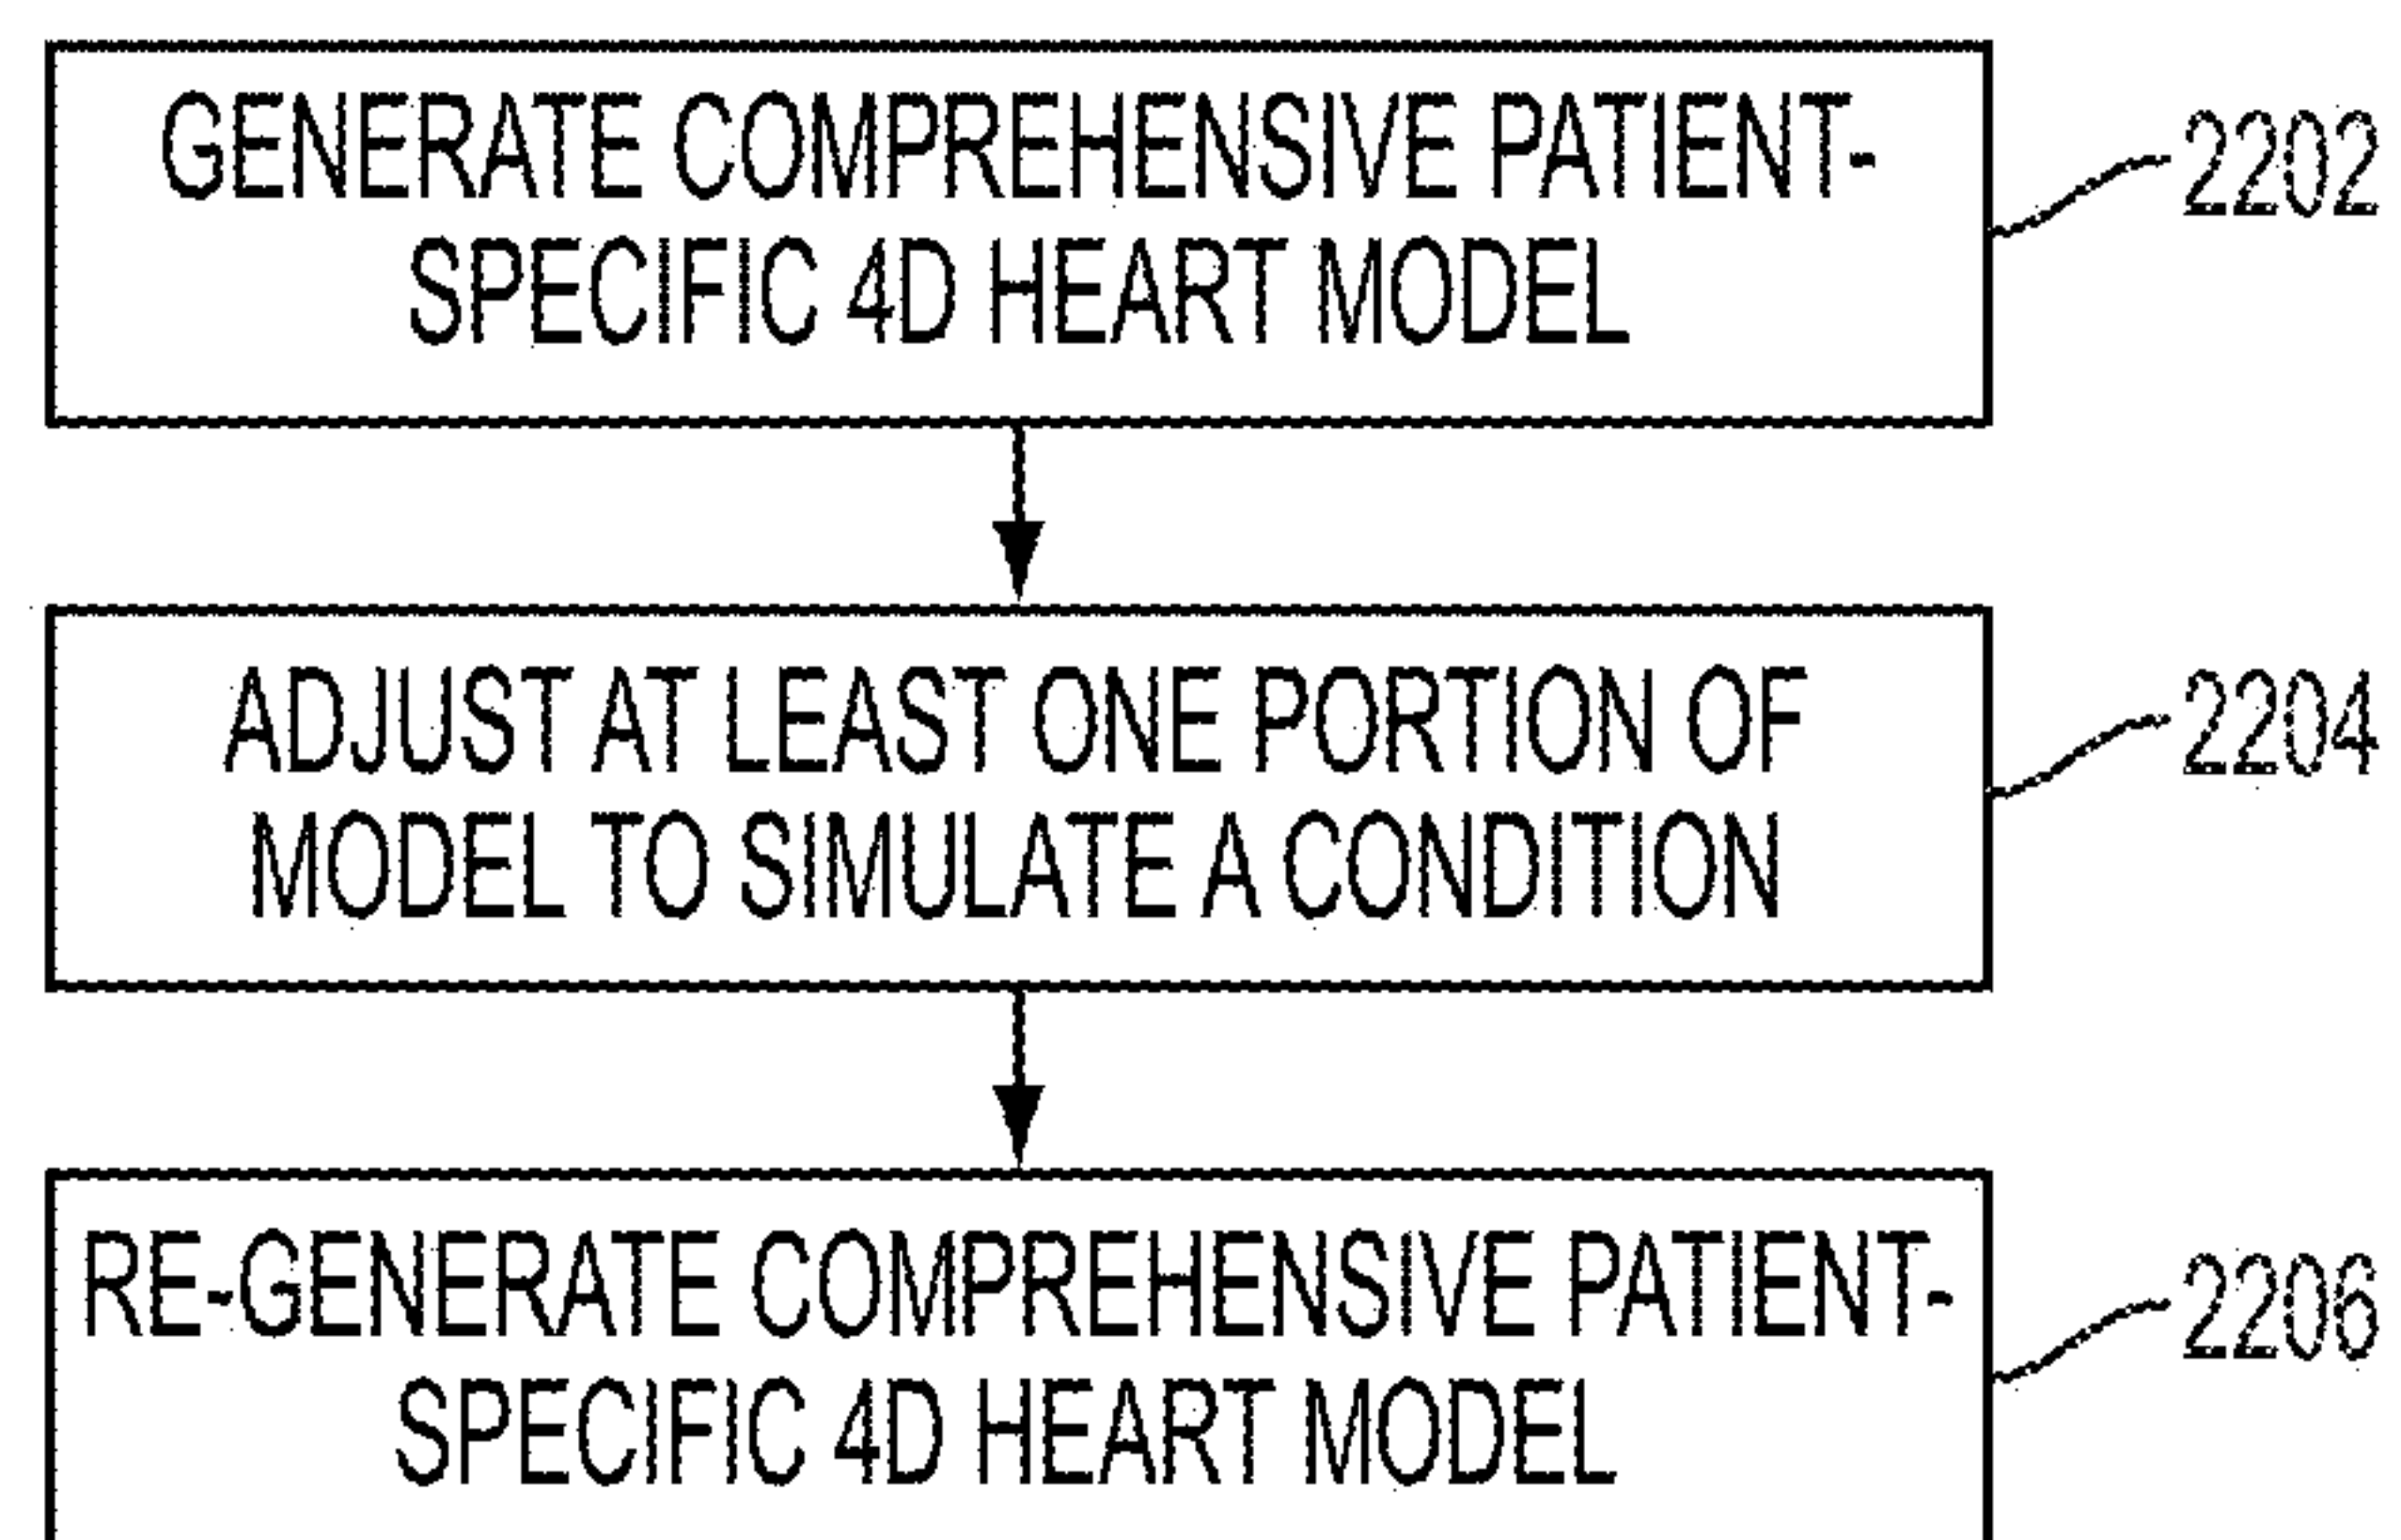 GENERATE COMPREHENSIVE PATIENT-
SPECIFIC 4D HEART MODEL
2202
ADJUST AT LEAST ONE PORTION OF
MODEL TO SIMULATE A CONDITION
2204
RE-GENERATE COMPREHENSIVE PATIENT-
SPECIFIC 4D HEART MODEL
2206